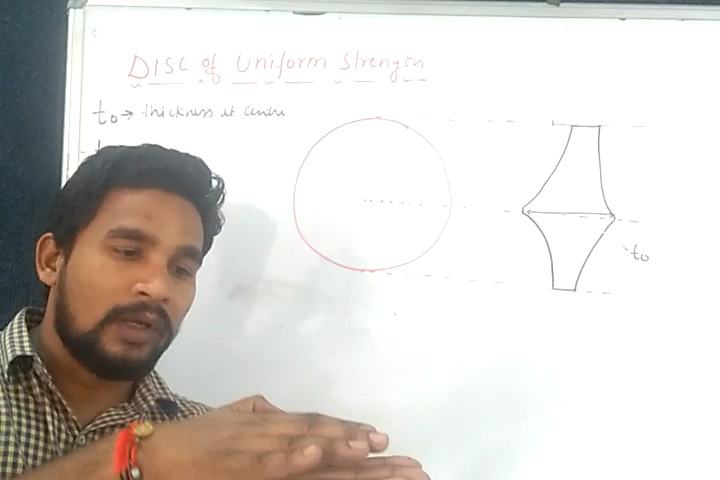 DISC of Uniform Strength
to → thickness at centre
to